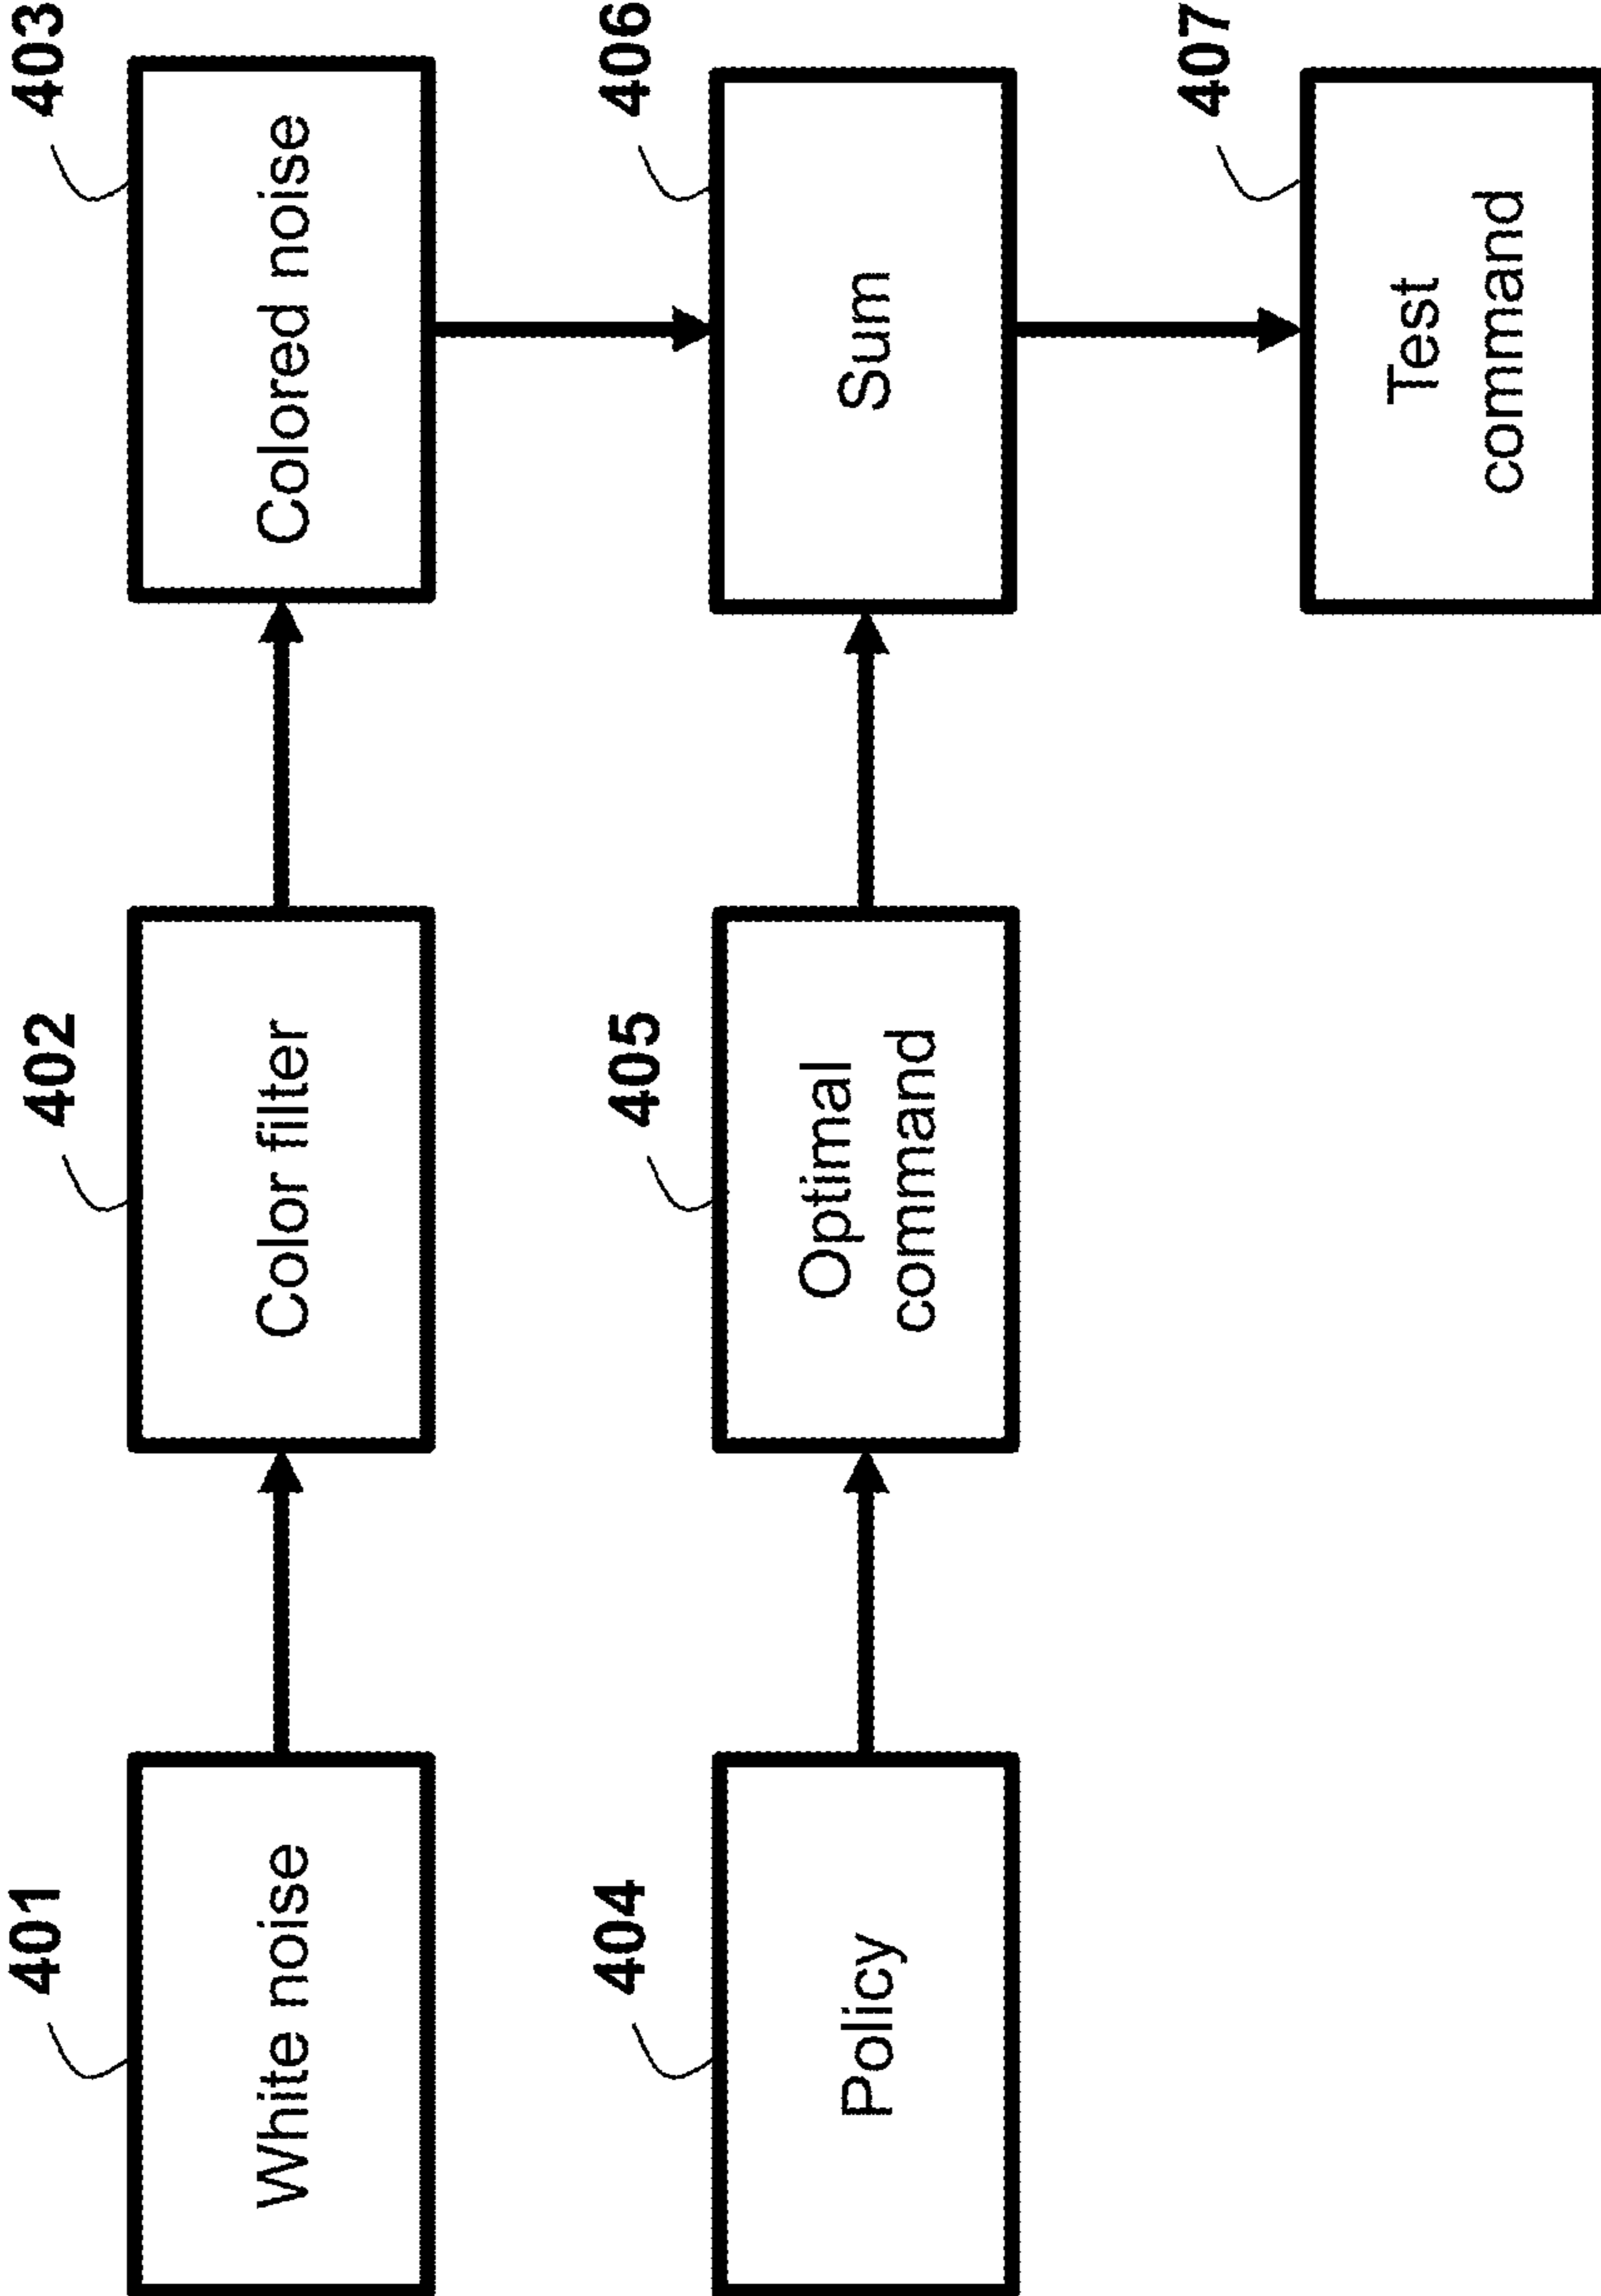 401
White noise
402
Color filter
403
Colored noise
404
Policy
405
Optimal
command
406
Sum
407
Test
command